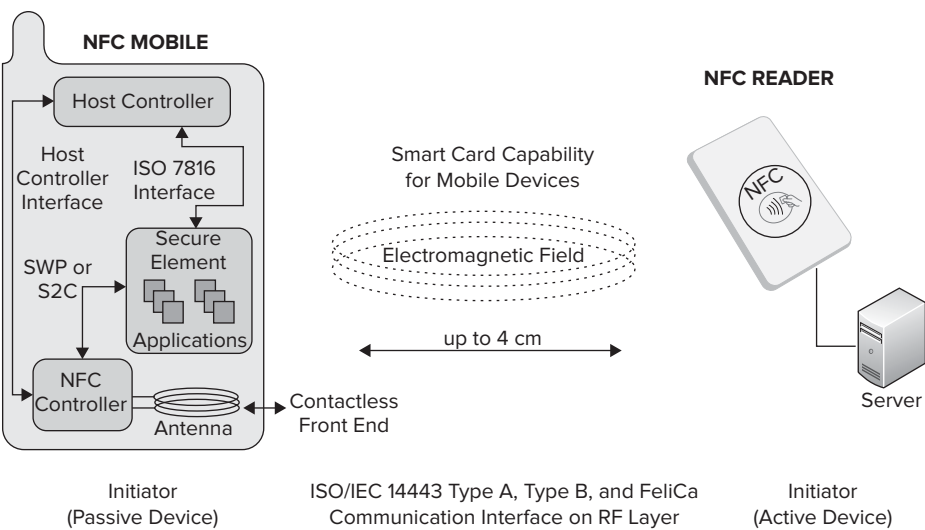 NFC MOBILE
Host Controller
Host
Controller
Interface
ISO 7816
Interface
Secure
Element
SWP or
S2C
Applications
NFC
Controller
Antenna
Contactless
Front End
Smart Card Capability
for Mobile Devices
Electromagnetic Field
up to 4 cm
NFC READER
NFC
Server
Initiator
(Passive Device)
ISO/IEC 14443 Type A, Type B, and FeliCa
Communication Interface on RF Layer
Initiator
(Active Device)